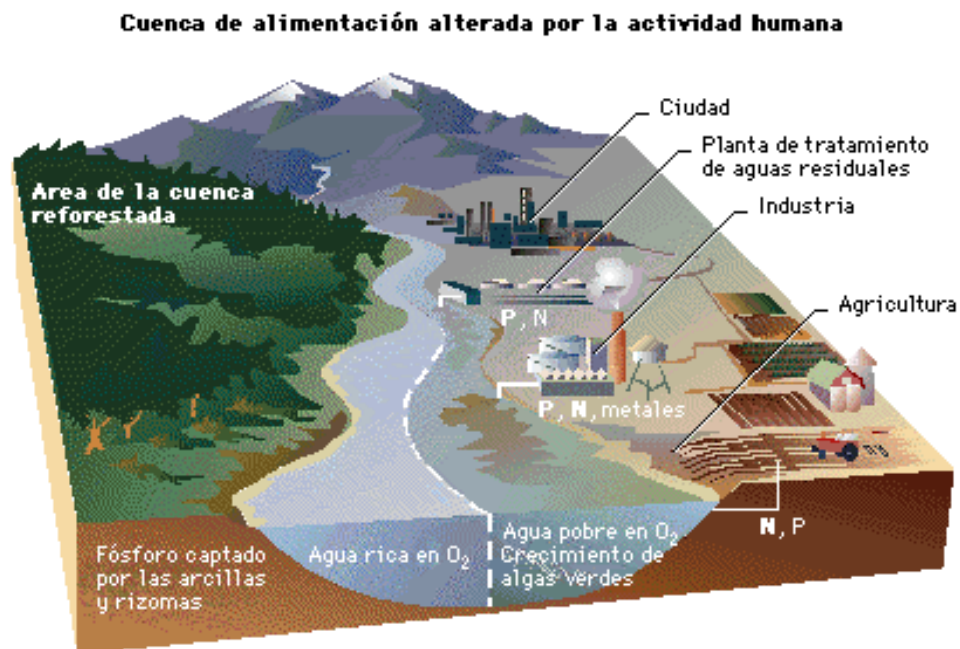 Cuenca de alimentación alterada por la actividad humana
Ciudad
Planta de tratamiento
de aguas residuales
Area de la cuenca
reforestada
Industria
Agricultura
P, N
P, N, metales
N, P
Fósforo captado
por las arcillas
y rizomas
Agua rica en O₂
Agua pobre en O₂
Crecimiento de
algas Verdes